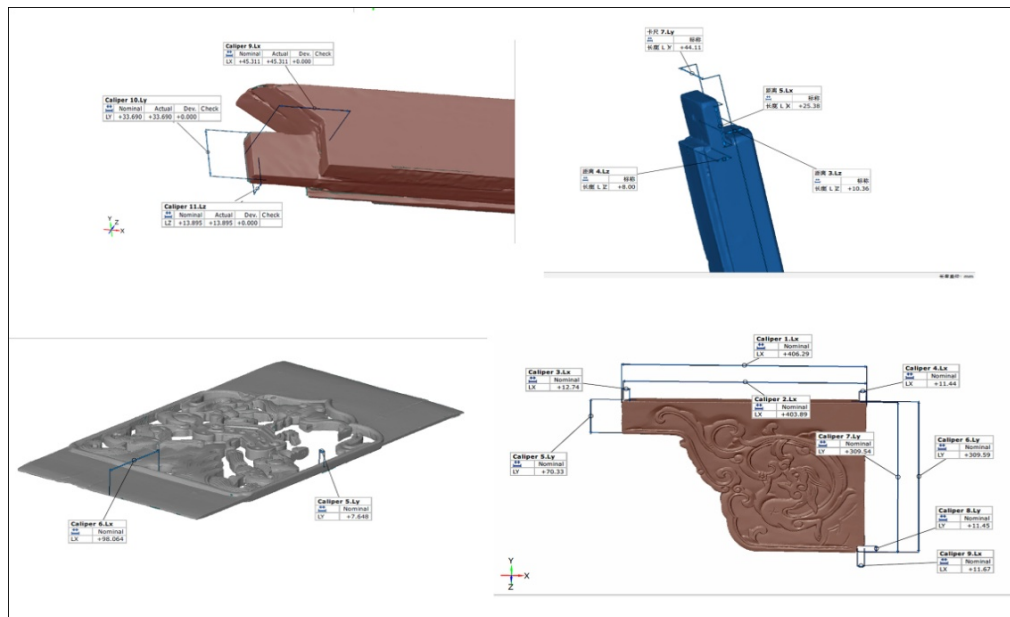 Caliper 9.Lx
Nominal Actual Dev. Check
LX +45.311 +45.311 +0.000
Caliper 10.Ly
Nominal Actual Dev. Check
LY +33.690 +33.690 +0.000
Caliper 11.Lz
Nominal Actual Dev. Check
LZ +13.895 +13.895 +0.000
Y
Z
X
卡尺 7.Ly
标称
长度 L Y +44.11
距离 5.Lx
标称
长度 L X +25.38
距离 4.Lz
标称
长度 L Z +8.00
距离 3.Lz
标称
长度 L Z +10.36
Caliper 6.Lx
Nominal
LX +98.064
Caliper 5.Ly
Nominal
LY +7.648
Caliper 1.Lx
Nominal
LX +406.29
Caliper 3.Lx
Nominal
LX +12.74
Caliper 4.Lx
Nominal
LX +11.44
Caliper 2.Lx
Nominal
LX +403.89
Caliper 7.Ly
Nominal
LY +309.54
Caliper 6.Ly
Nominal
LY +309.59
Caliper 5.Ly
Nominal
LY +70.33
Caliper 8.Ly
Nominal
LY +11.45
Caliper 9.Lx
Nominal
LX +11.67
Y
X
Z